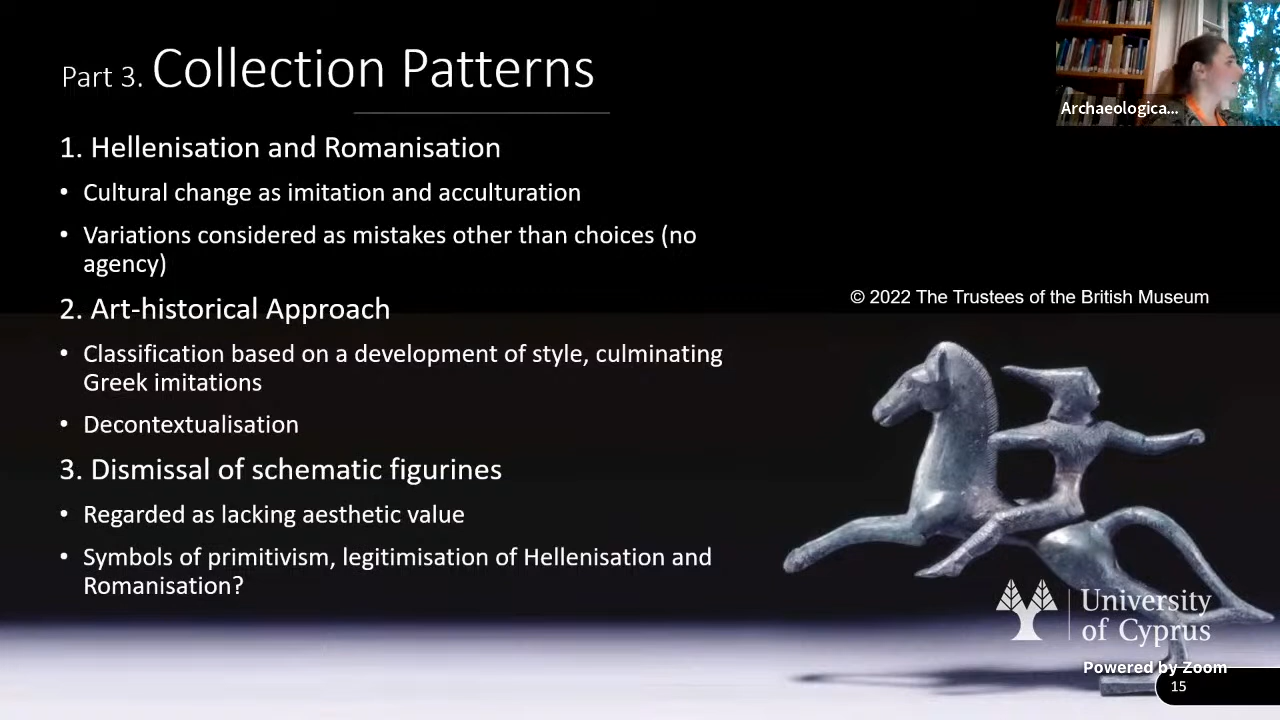 Part 3. Collection Patterns
Archaeologica...
1. Hellenisation and Romanisation
• Cultural change as imitation and acculturation
• Variations considered as mistakes other than choices (no
agency)
2. Art-historical Approach
© 2022 The Trustees of the British Museum
• Classification based on a development of style, culminating
Greek imitations
• Decontextualisation
3. Dismissal of schematic figurines
• Regarded as lacking aesthetic value
• Symbols of primitivism, legitimisation of Hellenisation and
Romanisation?
University
of Cyprus
Powered by Zoom
15